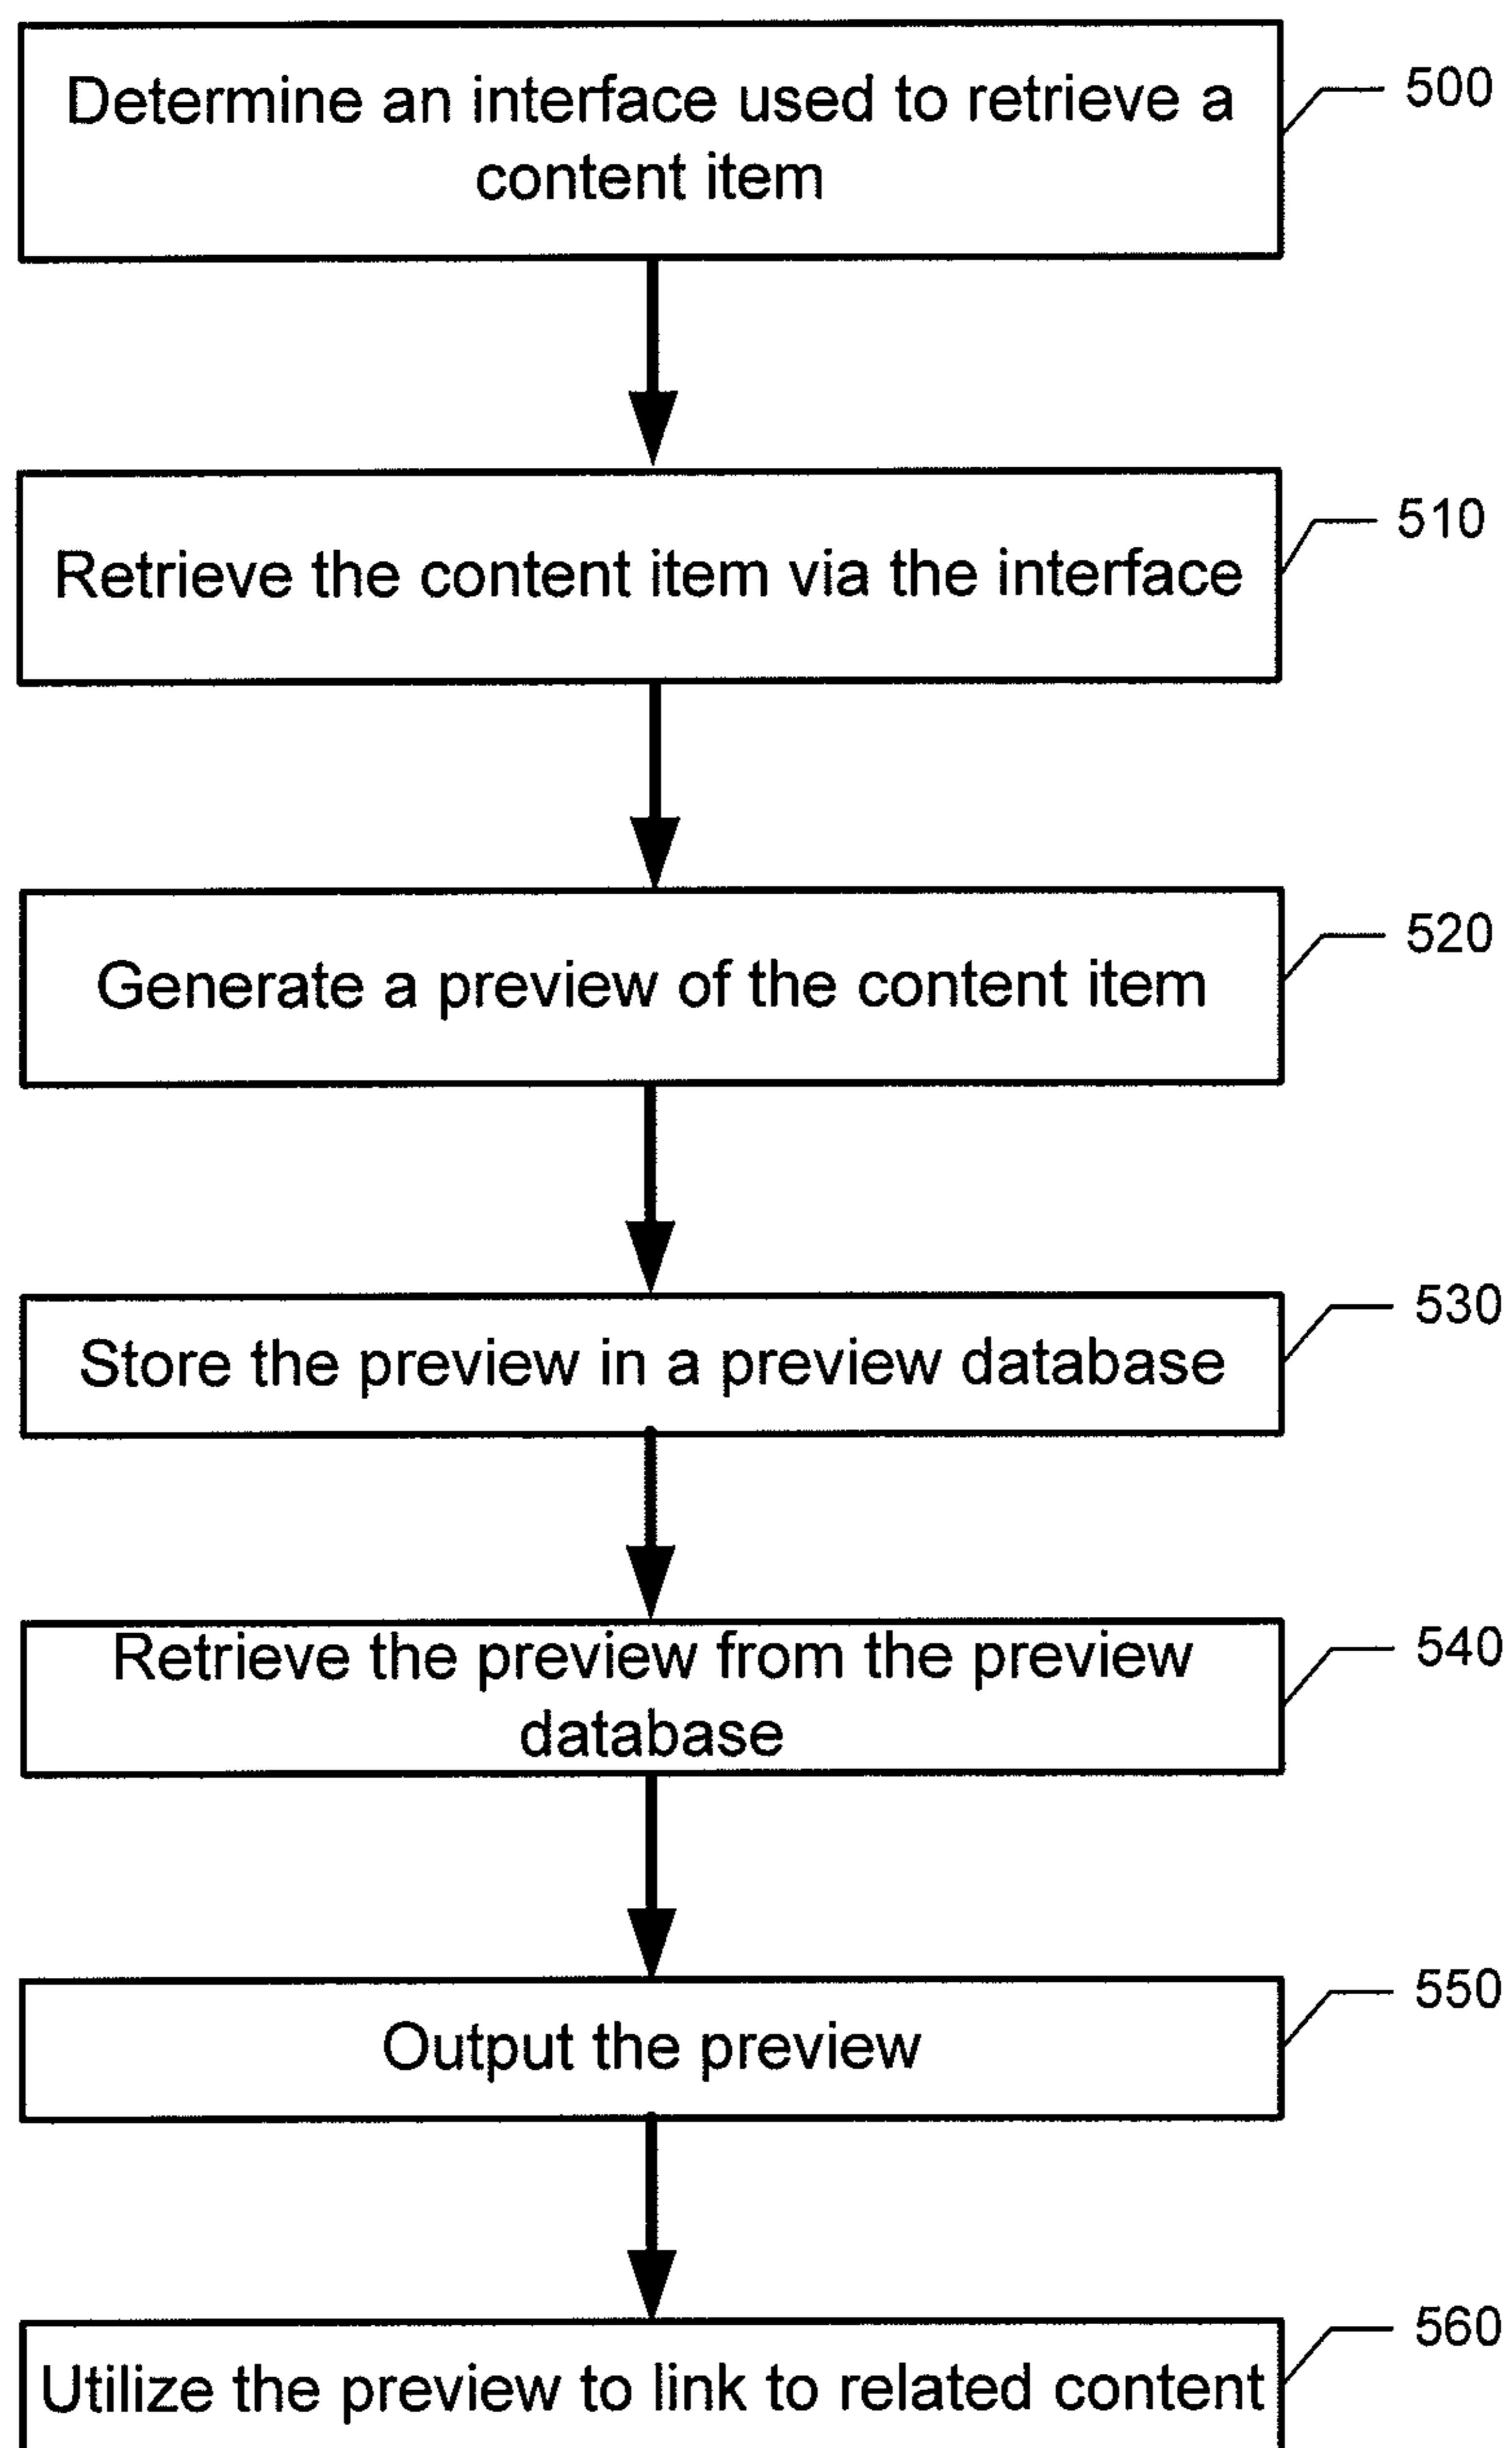 Determine an interface used to retrieve a
content item
500
Retrieve the content item via the interface
510
Generate a preview of the content item
520
Store the preview in a preview database
530
Retrieve the preview from the preview
database
540
Output the preview
550
Utilize the preview to link to related content
560